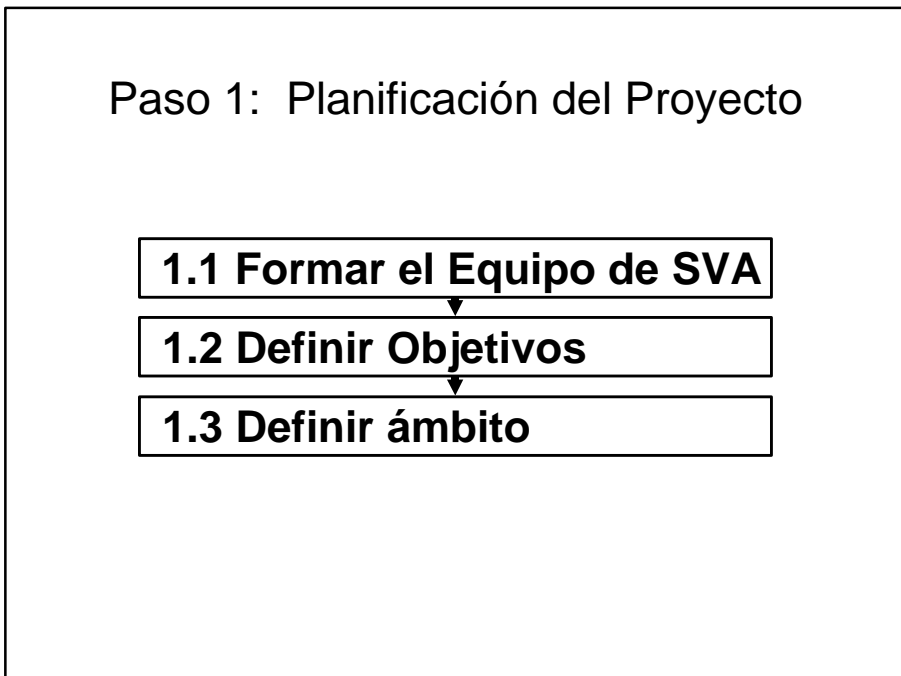 Paso 1:  Planificación del Proyecto
1.1 Formar el Equipo de SVA
1.2 Definir Objetivos
1.3 Definir ámbito